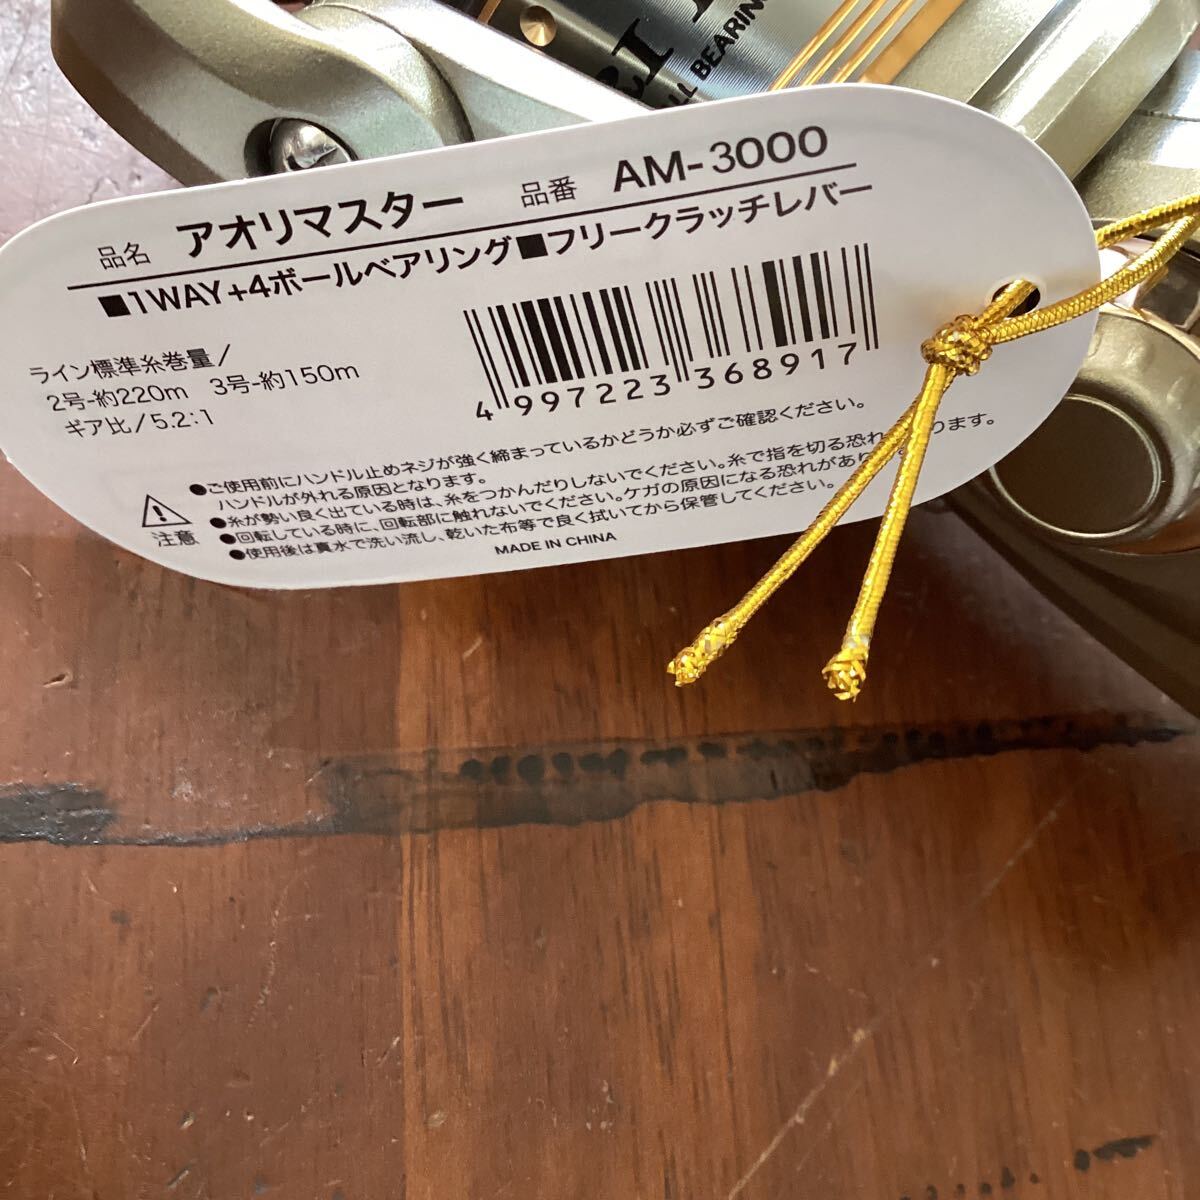 RI
LL BEARING
品名 アオリマスター 品番 AM-3000
■1WAY+4ボールベアリング■フリークラッチレバー
ライン標準糸巻量/
2号-約220m 3号-約150m
ギア比/5.2:1
4 997223 368917
注意
●ご使用前にハンドル止めネジが強く締まっているかどうか必ずご確認ください。
ハンドルが外れる原因となります。
●糸が勢い良く出ている時は、糸をつかんだりしないでください。糸で指を切る恐れがあります。
●回転している時に、回転部に触れないでください。ケガの原因になる恐れがあります。
●使用後は真水で洗い流し、乾いた布等で良く拭いてから保管してください。
MADE IN CHINA